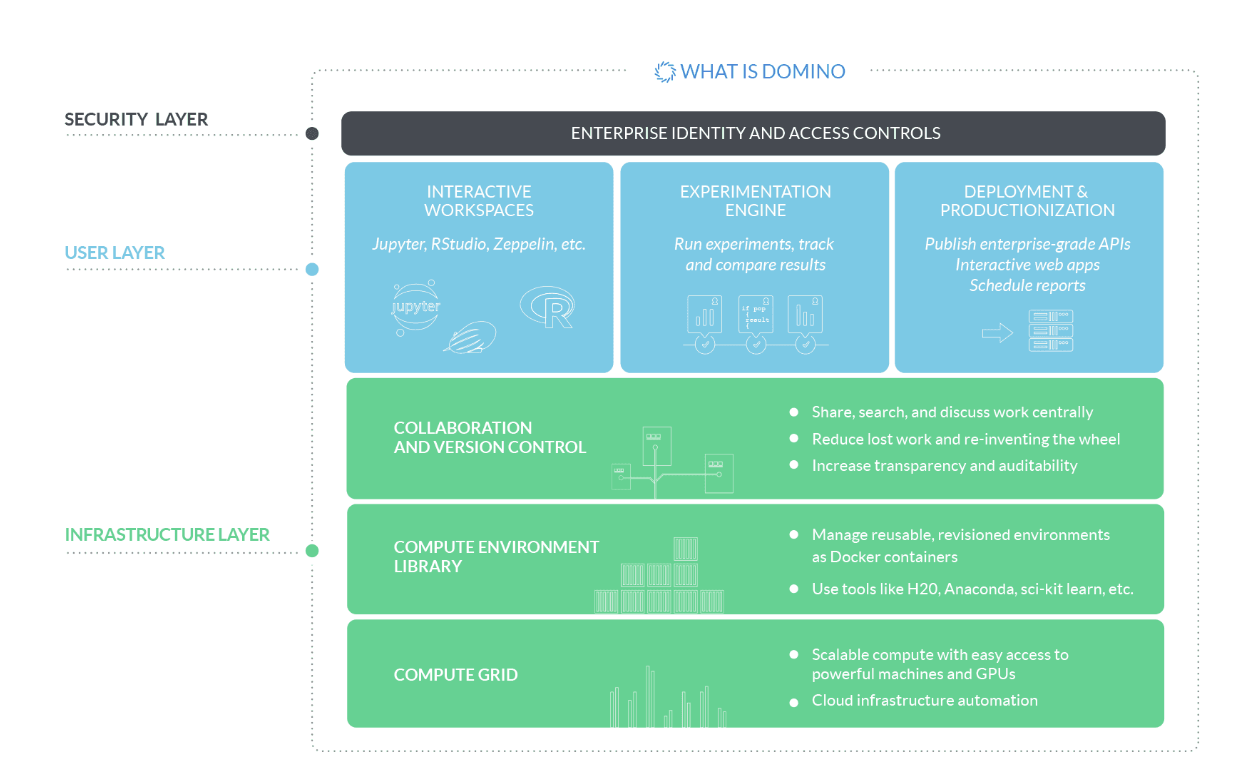 WHAT IS DOMINO
SECURITY LAYER
ENTERPRISE IDENTITY AND ACCESS CONTROLS
USER LAYER
INTERACTIVE
WORKSPACES
Jupyter, RStudio, Zeppelin, etc.
jupyter
R
EXPERIMENTATION
ENGINE
Run experiments, track
and compare results
if pop
{
result
{
DEPLOYMENT &
PRODUCTIONIZATION
Publish enterprise-grade APIs
Interactive web apps
Schedule reports
INFRASTRUCTURE LAYER
COLLABORATION
AND VERSION CONTROL
Share, search, and discuss work centrally
Reduce lost work and re-inventing the wheel
Increase transparency and auditability
COMPUTE ENVIRONMENT
LIBRARY
Manage reusable, revisioned environments
as Docker containers
Use tools like H20, Anaconda, sci-kit learn, etc.
COMPUTE GRID
Scalable compute with easy access to
powerful machines and GPUs
Cloud infrastructure automation